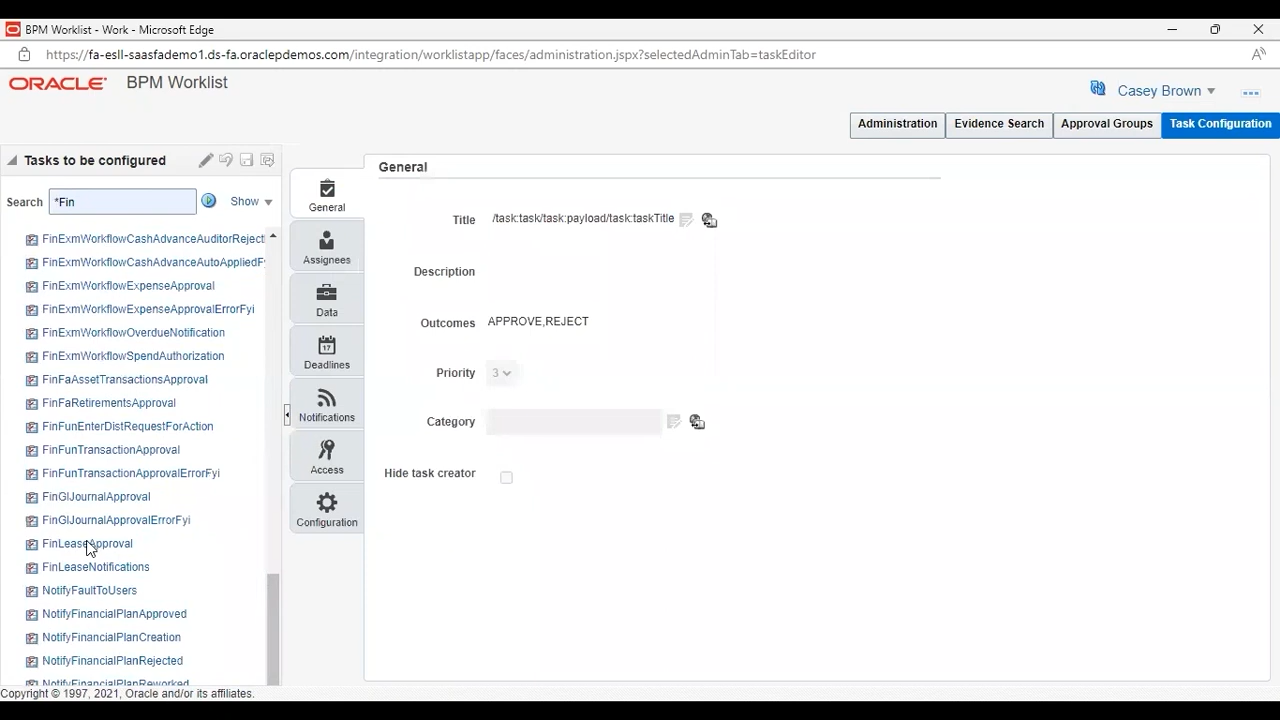 BPM Worklist - Work - Microsoft Edge
https://fa-esll-saasfademo1.ds-fa.oraclepdemos.com/integration/worklistapp/faces/administration.jspx?selectedAdminTab=taskEditor
ORACLE BPM Worklist
Casey Brown
Administration Evidence Search Approval Groups Task Configuration
Tasks to be configured
Search *Fin Show
FinExmWorkflowCashAdvanceAuditorReject
FinExmWorkflowCashAdvanceAutoAppliedFy
FinExmWorkflowExpenseApproval
FinExmWorkflowExpenseApprovalErrorFyi
FinExmWorkflowOverdueNotification
FinExmWorkflowSpendAuthorization
FinFaAssetTransactionsApproval
FinFaRetirementsApproval
FinFunEnterDistRequestForAction
FinFunTransactionApproval
FinFunTransactionApprovalErrorFyi
FinGlJournalApproval
FinGlJournalApprovalErrorFyi
FinLeaseApproval
FinLeaseNotifications
NotifyFaultToUsers
NotifyFinancialPlanApproved
NotifyFinancialPlanCreation
NotifyFinancialPlanRejected
NotifyFinancialPlanReworked
General
Assignees
Data
17
Deadlines
Notifications
Access
Configuration
General
Title /task:task/task:payload/task:taskTitle
Description
Outcomes APPROVE,REJECT
Priority 3
Category
Hide task creator
Copyright © 1997, 2021, Oracle and/or its affiliates.